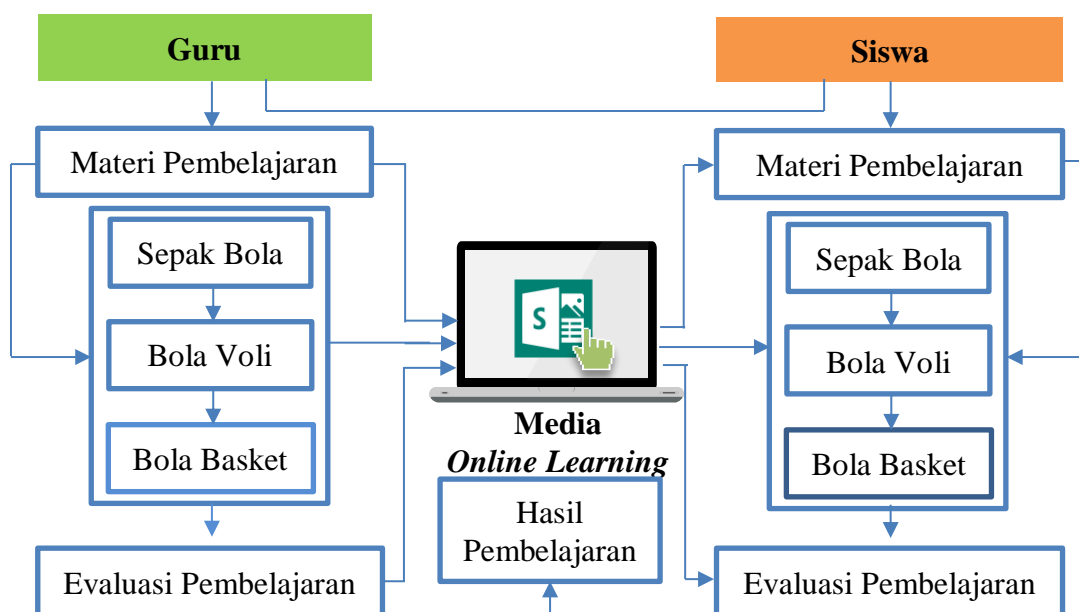 Guru
Siswa
Materi Pembelajaran
Materi Pembelajaran
Sepak Bola
Bola Voli
Bola Basket
S
Media
Online Learning
Sepak Bola
Bola Voli
Bola Basket
Hasil
Pembelajaran
Evaluasi Pembelajaran
Evaluasi Pembelajaran